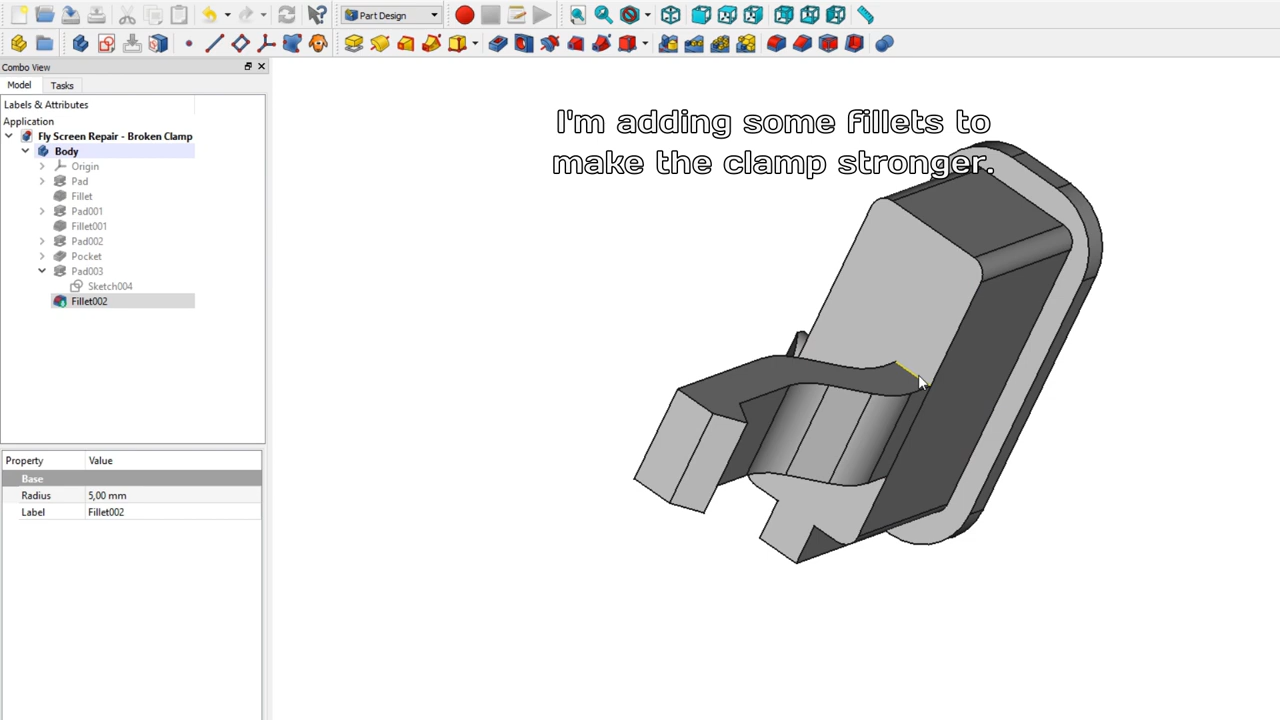 Part Design
Combo View
Model Tasks
Labels & Attributes
Application
Fly Screen Repair - Broken Clamp
Body
Origin
Pad
Fillet
Pad001
Fillet001
Pad002
Pocket
Pad003
Sketch004
Fillet002
Property Value
Base
Radius 5,00 mm
Label Fillet002
I'm adding some fillets to
make the clamp stronger.